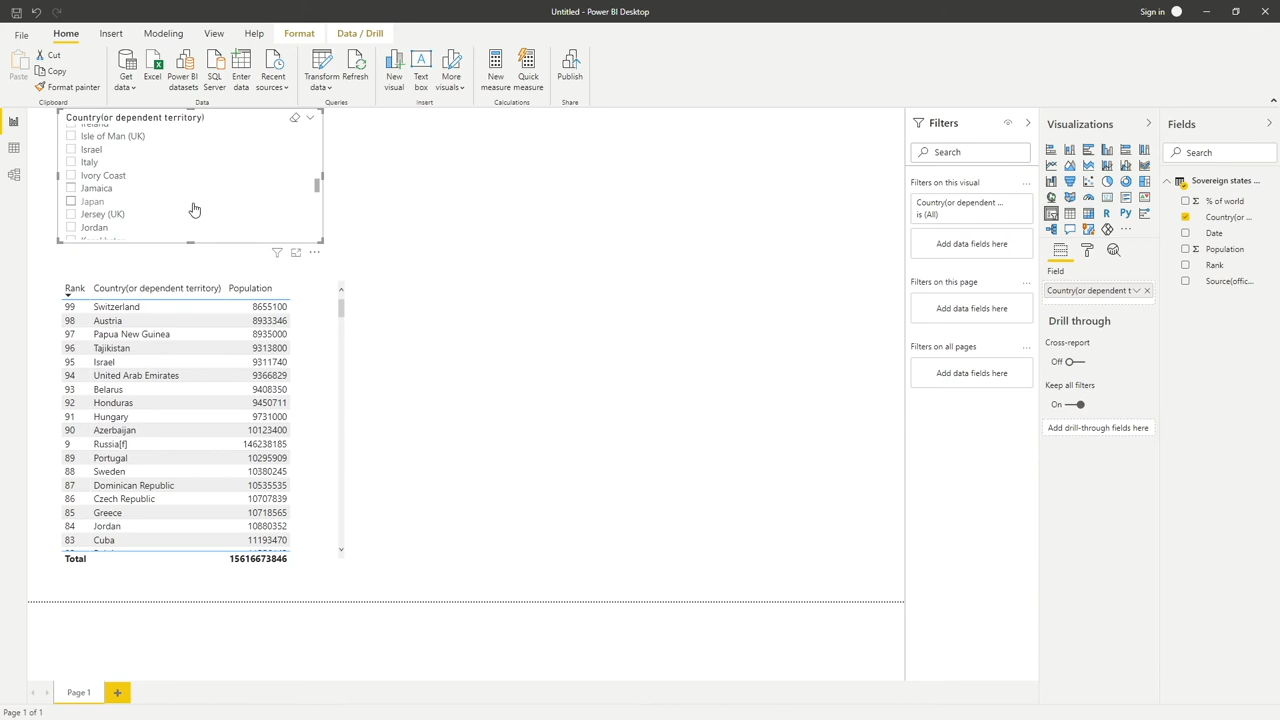 Untitled - Power BI Desktop
Sign in
File
Home
Insert
Modeling
View
Help
Format
Data / Drill
Paste
Cut
Copy
Format painter
Clipboard
Get data
Excel
Power BI datasets
SQL Server
Enter data
Recent sources
Data
Transform data
Refresh
Queries
New visual
Text box
More visuals
Insert
New measure
Quick measure
Calculations
Publish
Share
Country(or dependent territory)
Ireland
Isle of Man (UK)
Israel
Italy
Ivory Coast
Jamaica
Japan
Jersey (UK)
Jordan
Rank Country(or dependent territory) Population
99 Switzerland 8655100
98 Austria 8933346
97 Papua New Guinea 8935000
96 Tajikistan 9313800
95 Israel 9311740
94 United Arab Emirates 9366829
93 Belarus 9408350
92 Honduras 9450711
91 Hungary 9731000
90 Azerbaijan 10123400
9 Russia[f] 146238185
89 Portugal 10295909
88 Sweden 10380245
87 Dominican Republic 10535535
86 Czech Republic 10707839
85 Greece 10718565
84 Jordan 10880352
83 Cuba 11193470
Total 15616673846
Filters
Search
Filters on this visual ...
Country(or dependent ...
is (All)
Add data fields here
Filters on this page ...
Add data fields here
Filters on all pages ...
Add data fields here
Visualizations
R
Py
Field
Country(or dependent t
Drill through
Cross-report
Off
Keep all filters
On
Add drill-through fields here
Fields
Search
Sovereign states ...
Σ % of world
Country(or ...
Date
Σ Population
Rank
Source(offic...
Page 1
Page 1 of 1